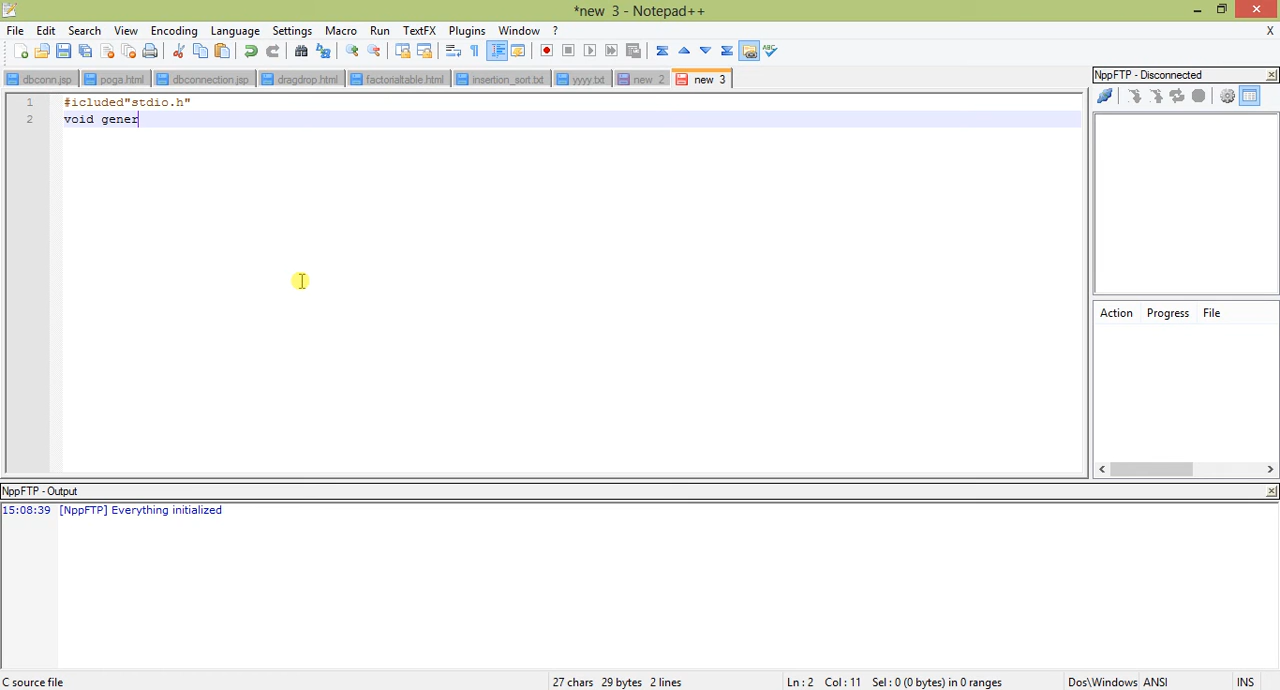 *new 3 - Notepad++
File Edit Search View Encoding Language Settings Macro Run TextFX Plugins Window ? X
dbconn.jsp poga.html dbconnection.jsp dragdrop.html factorialtable.html insertion_sort.txt yyyy.txt new 2 new 3
NppFTP - Disconnected
1 #icluded"stdio.h"
2 void gener
Action Progress File
NppFTP - Output
15:08:39 [NppFTP] Everything initialized
C source file 27 chars 29 bytes 2 lines Ln : 2 Col : 11 Sel : 0 (0 bytes) in 0 ranges Dos\Windows ANSI INS